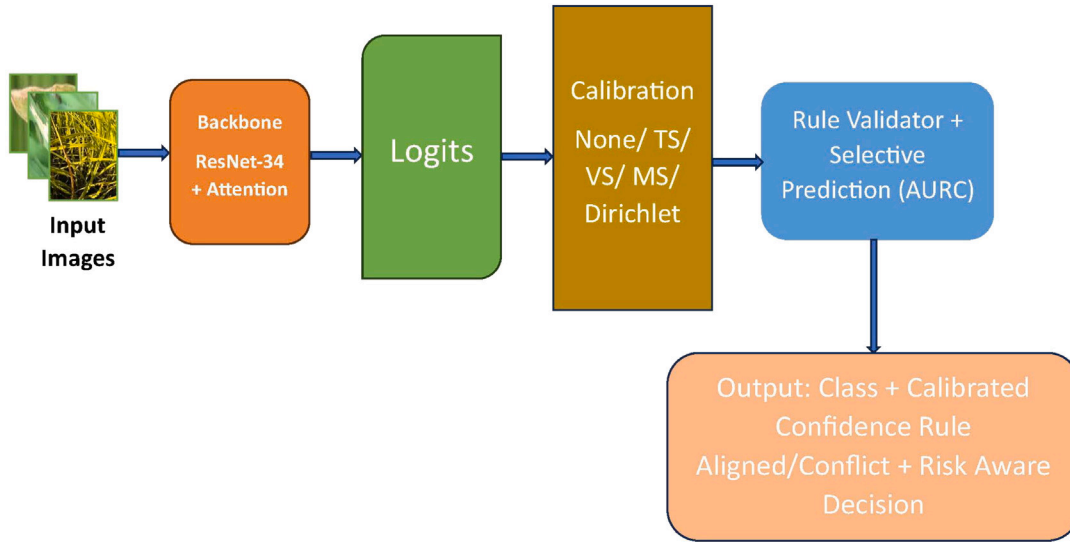 Input
Images
Backbone
ResNet-34
+ Attention
Logits
Calibration
None/ TS/
VS/ MS/
Dirichlet
Rule Validator +
Selective
Prediction (AURC)
Output: Class + Calibrated
Confidence Rule
Aligned/Conflict + Risk Aware
Decision